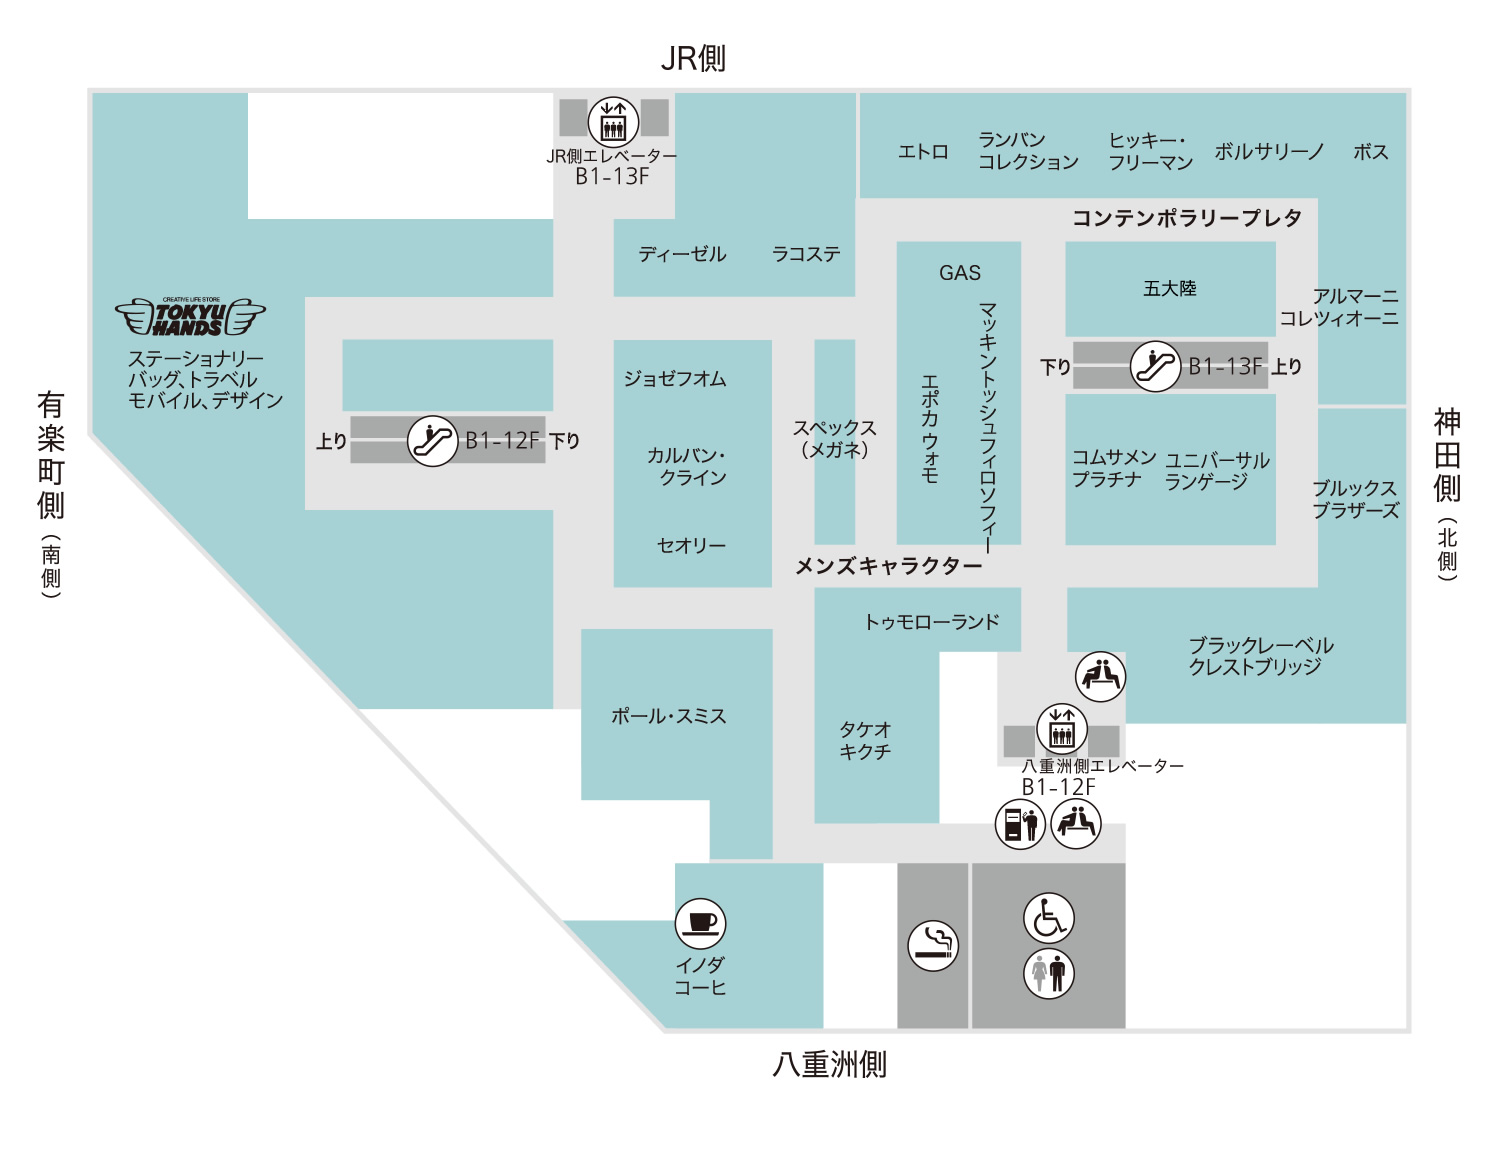 JR側
JR側エレベーター
B1-13F
エトロ
ランバン
コレクション
ヒッキー・
フリーマン
ボルサリーノ
ボス
コンテンポラリープレタ
ディーゼル
ラコステ
GAS
マッキントッシュフィロソフィー
エポカ ウォモ
五大陸
アルマーニ
コレツィオーニ
CREATIVE LIFE STORE
TOKYU
HANDS
ステーショナリー
バッグ、トラベル
モバイル、デザイン
下り
B1-13F
上り
有楽町側
（南側）
神田側
（北側）
上り
B1-12F
下り
ジョゼフオム
カルバン・
クライン
セオリー
スペックス
（メガネ）
コムサメン
プラチナ
ユニバーサル
ランゲージ
ブルックス
ブラザーズ
メンズキャラクター
トゥモローランド
ブラックレーベル
クレストブリッジ
ポール・スミス
タケオ
キクチ
八重洲側エレベーター
B1-12F
イノダ
コーヒ
八重洲側